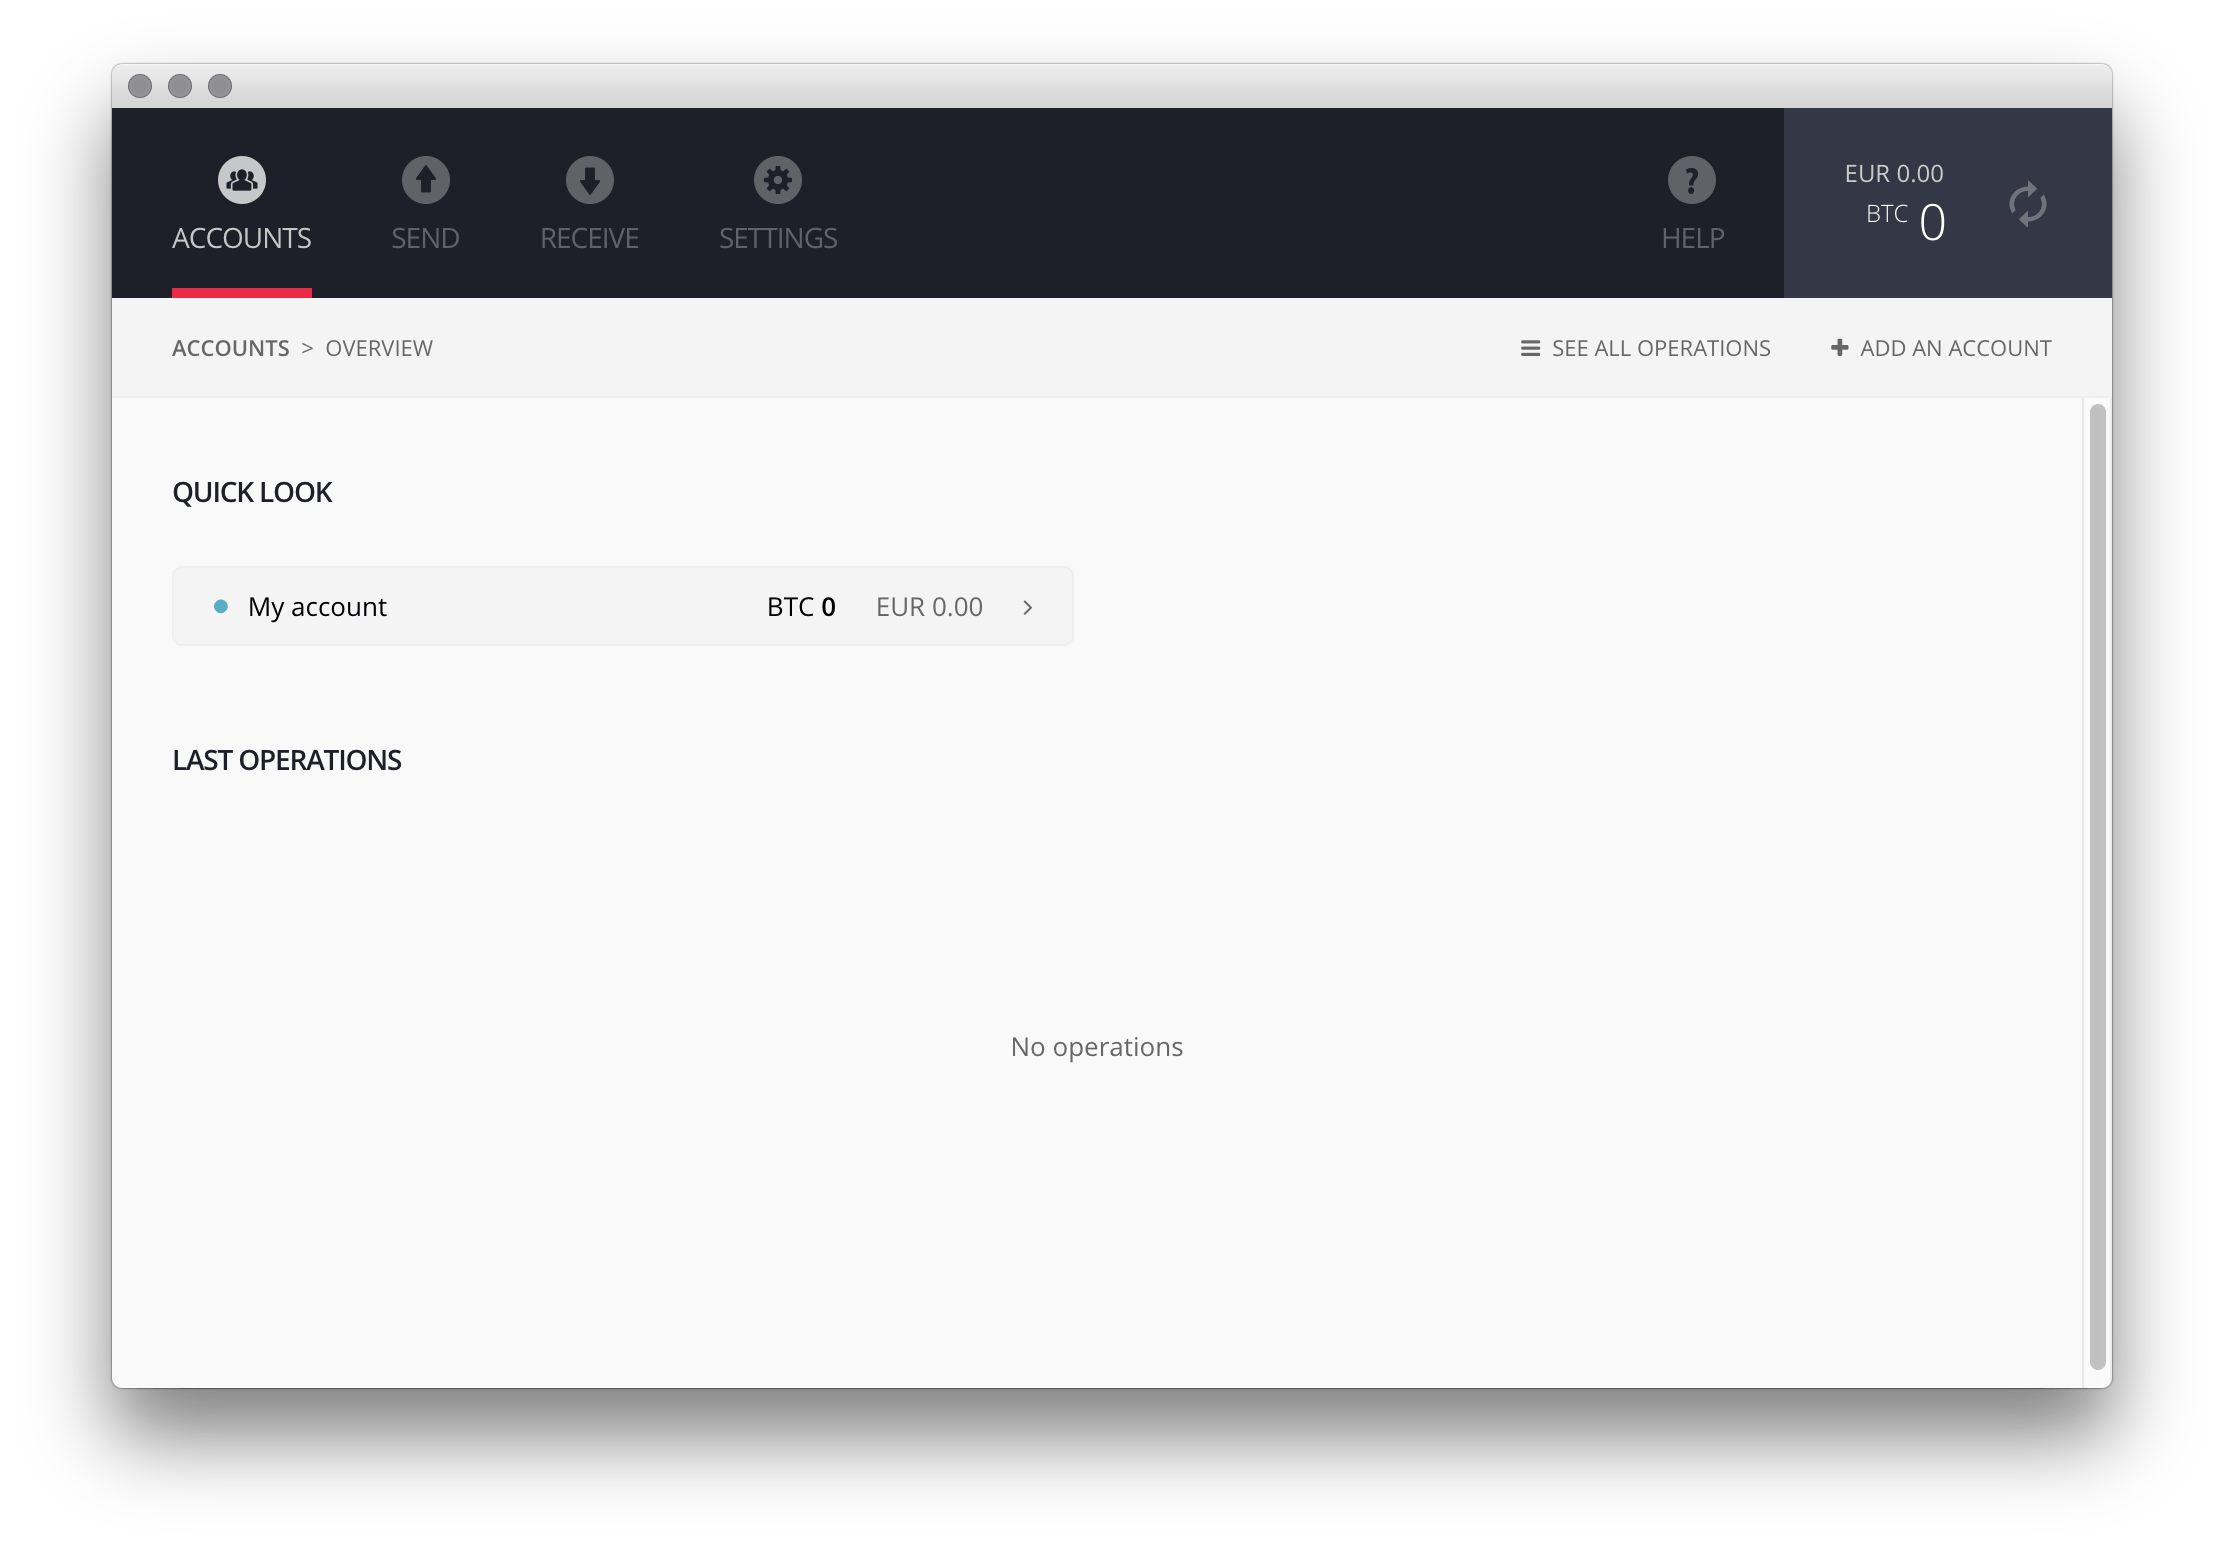 ACCOUNTS
SEND
RECEIVE
SETTINGS
HELP
EUR 0.00
BTC 0
ACCOUNTS > OVERVIEW
SEE ALL OPERATIONS
ADD AN ACCOUNT
QUICK LOOK
My account BTC 0 EUR 0.00
LAST OPERATIONS
No operations